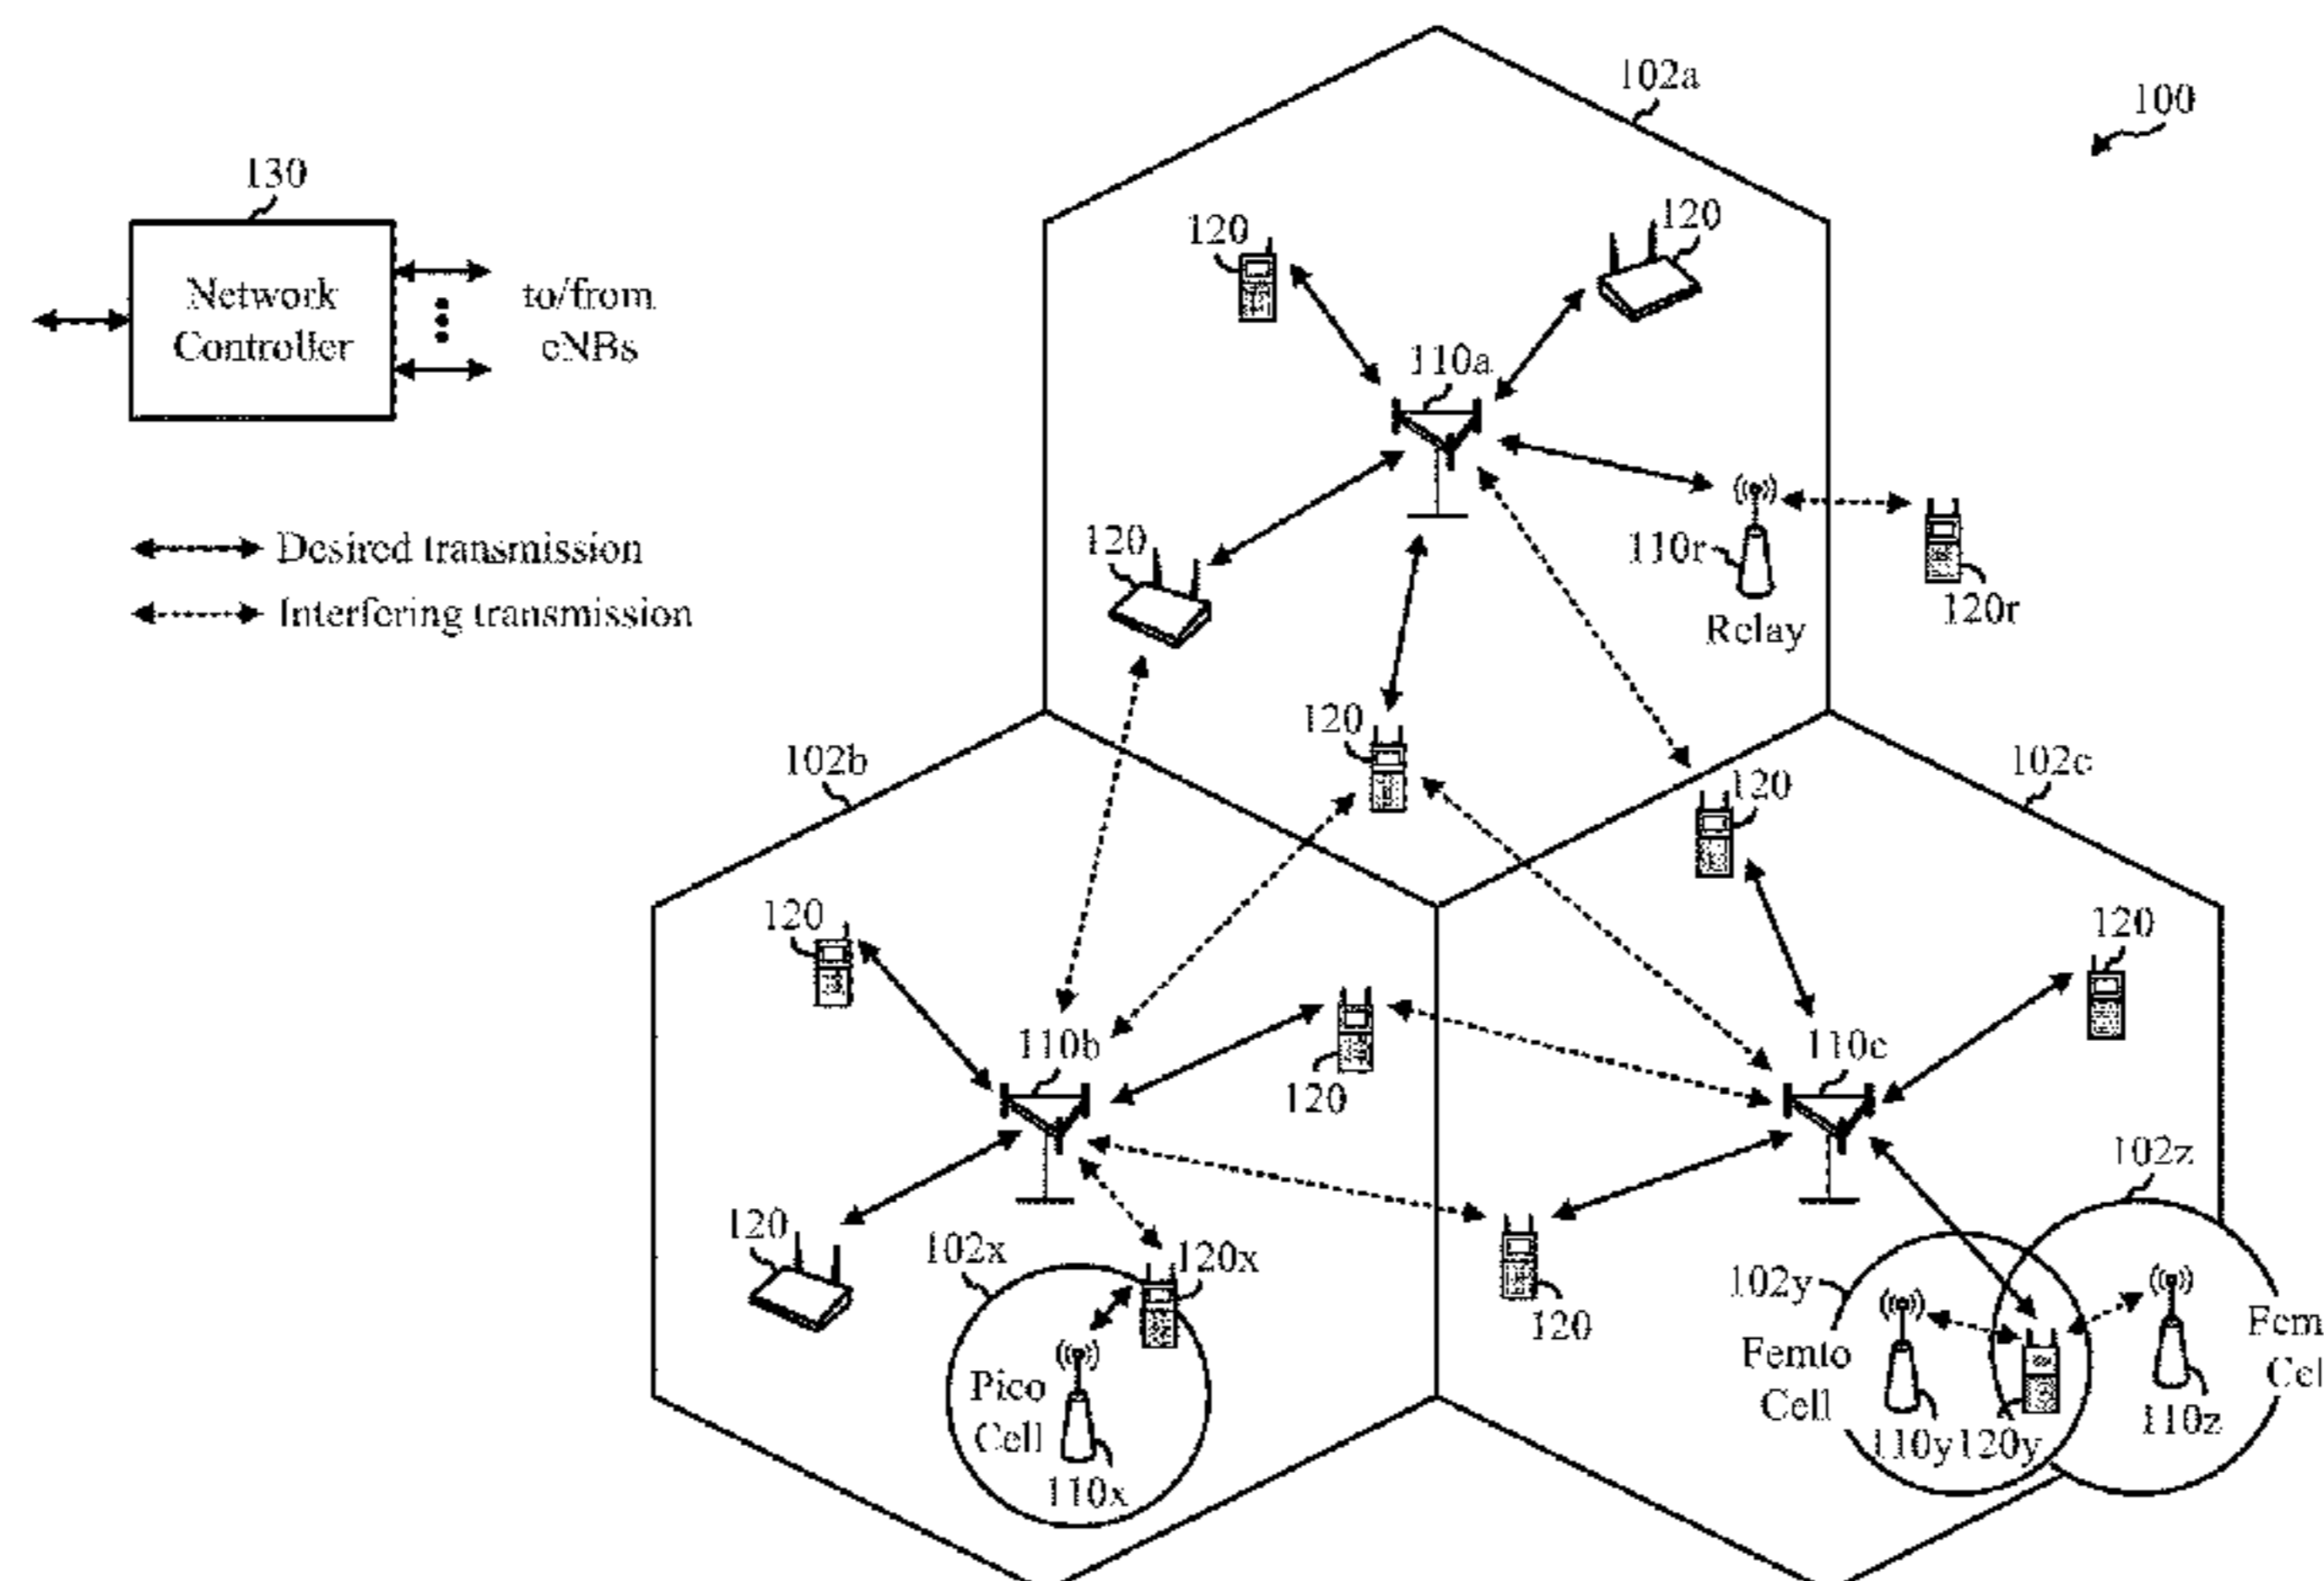 102a
100
130
120
120
Network
Controller
to/from
eNBs
110a
Desired transmission
Interfering transmission
120
110r
120r
Relay
120
102b
102c
120
120
120
110b
120
110c
102z
120
102x
120x
102y
120
Pico
Cell
110x
Femto
Cell
110y
120y
110z
Fem
Cel